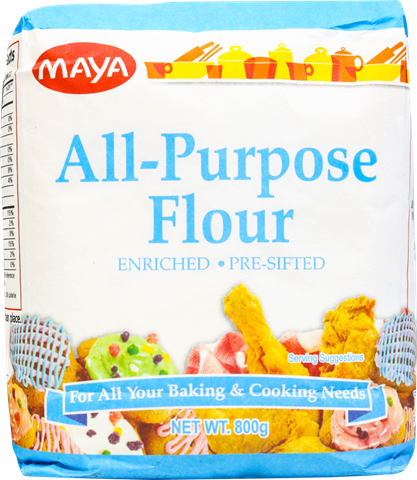 MAYA
All-Purpose
Flour
ENRICHED • PRE-SIFTED
Serving Suggestions
For All Your Baking & Cooking Needs
NET WT. 800g